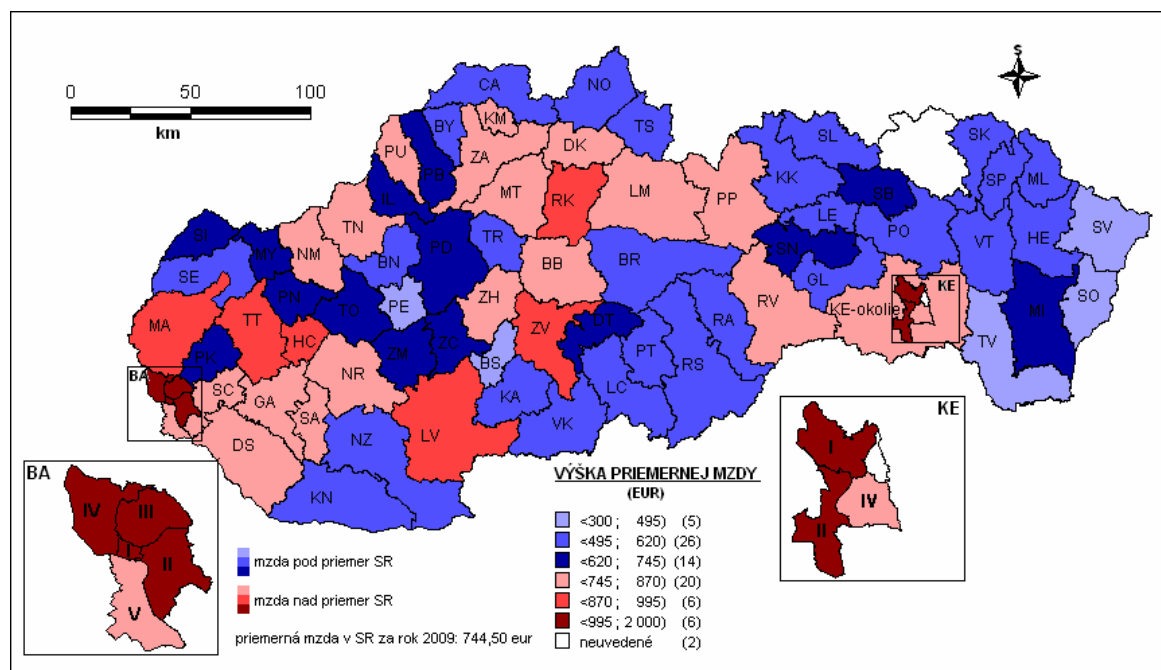 0 50 100
km
S
CA NO
BY KM TS
PU ZA DK
PB
IL MT RK LM PP
TN
SI MY NM PD TR
SE BN BB BR
PN TC PE ZH
MA TT HC ZM ZC BS ZV DT RA RV
PK NR PT
SC GA SA KA LC RS
DS NZ LV VK
KN
SL SK
KK SB SP ML
LE PO VT HE SV
SN GL
KE
KE-okolie TV MI SO
BA
BA
IV III
I II
V
KE
I
IV
II
mzda pod priemer SR
mzda nad priemer SR
priemerná mzda v SR za rok 2009: 744,50 eur
VÝŠKA PRIEMERNEJ MZDY
(EUR)
<300 ; 495) (5)
<495 ; 620) (26)
<620 ; 745) (14)
<745 ; 870) (20)
<870 ; 995) (6)
<995 ; 2 000) (6)
neuvedené (2)